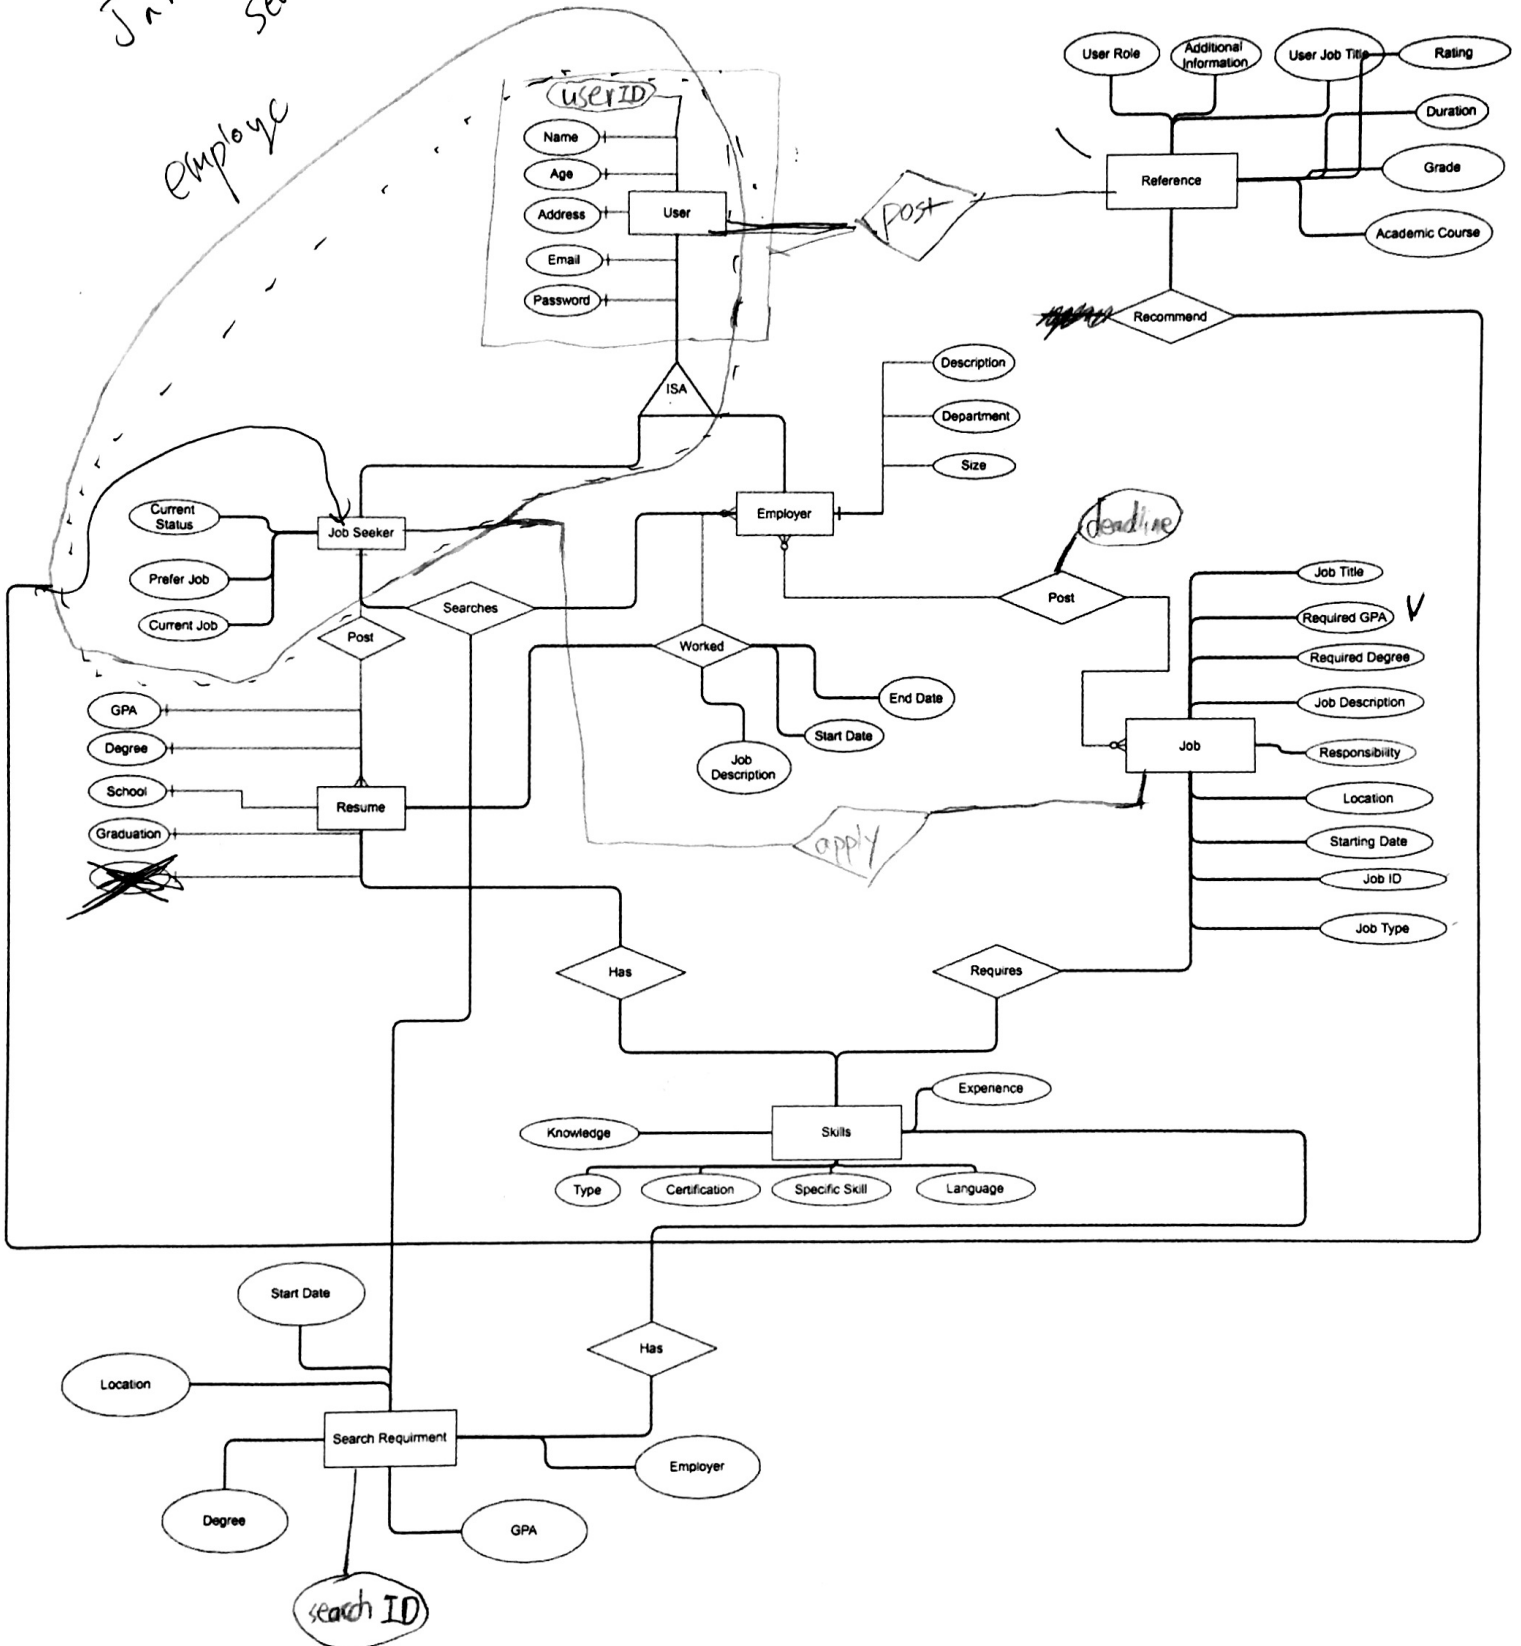 employe
userID
Name
Age
Address
Email
Password
User
ISA
post
User Role
Additional
Information
User Job Title
Rating
Duration
Grade
Academic Course
Reference
Recommend
Description
Department
Size
Employer
Current
Status
Prefer Job
Current Job
Job Seeker
Searches
Post
Worked
End Date
Start Date
Job
Description
deadline
Post
Job Title
Required GPA
Required Degree
Job Description
Responsibility
Location
Starting Date
Job ID
Job Type
Job
apply
GPA
Degree
School
Graduation
Resume
Has
Requires
Experience
Knowledge
Skills
Type
Certification
Specific Skill
Language
Start Date
Location
Has
Search Requirment
Employer
Degree
GPA
search ID